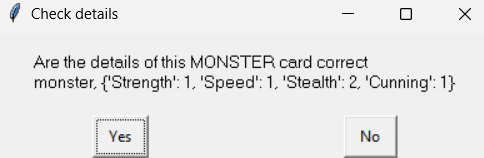 Check details
Are the details of this MONSTER card correct
monster, {'Strength': 1, 'Speed': 1, 'Stealth': 2, 'Cunning': 1}
Yes
No